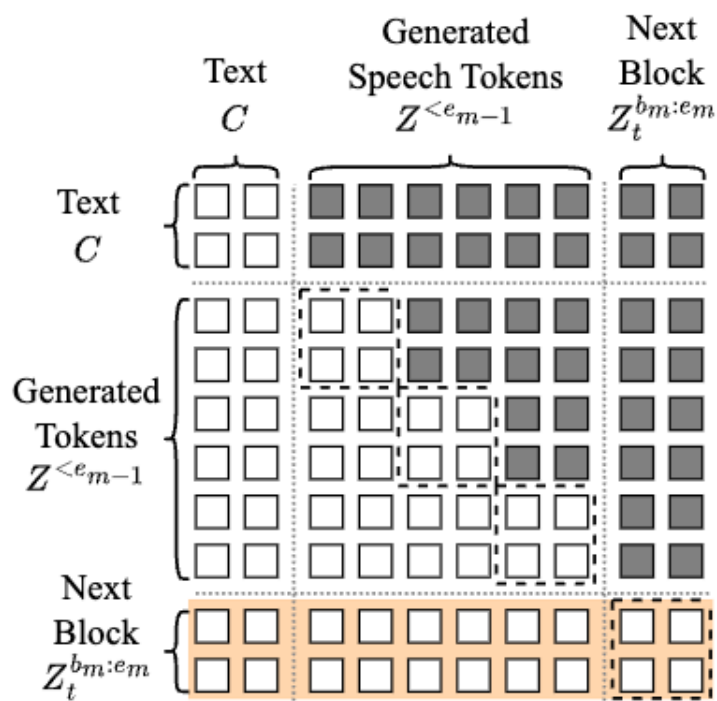 Text
C
Generated
Speech Tokens
Z^{<e_{m-1}}
Next
Block
Z_t^{b_m:e_m}
Text
C
Generated
Tokens
Z^{<e_{m-1}}
Next
Block
Z_t^{b_m:e_m}